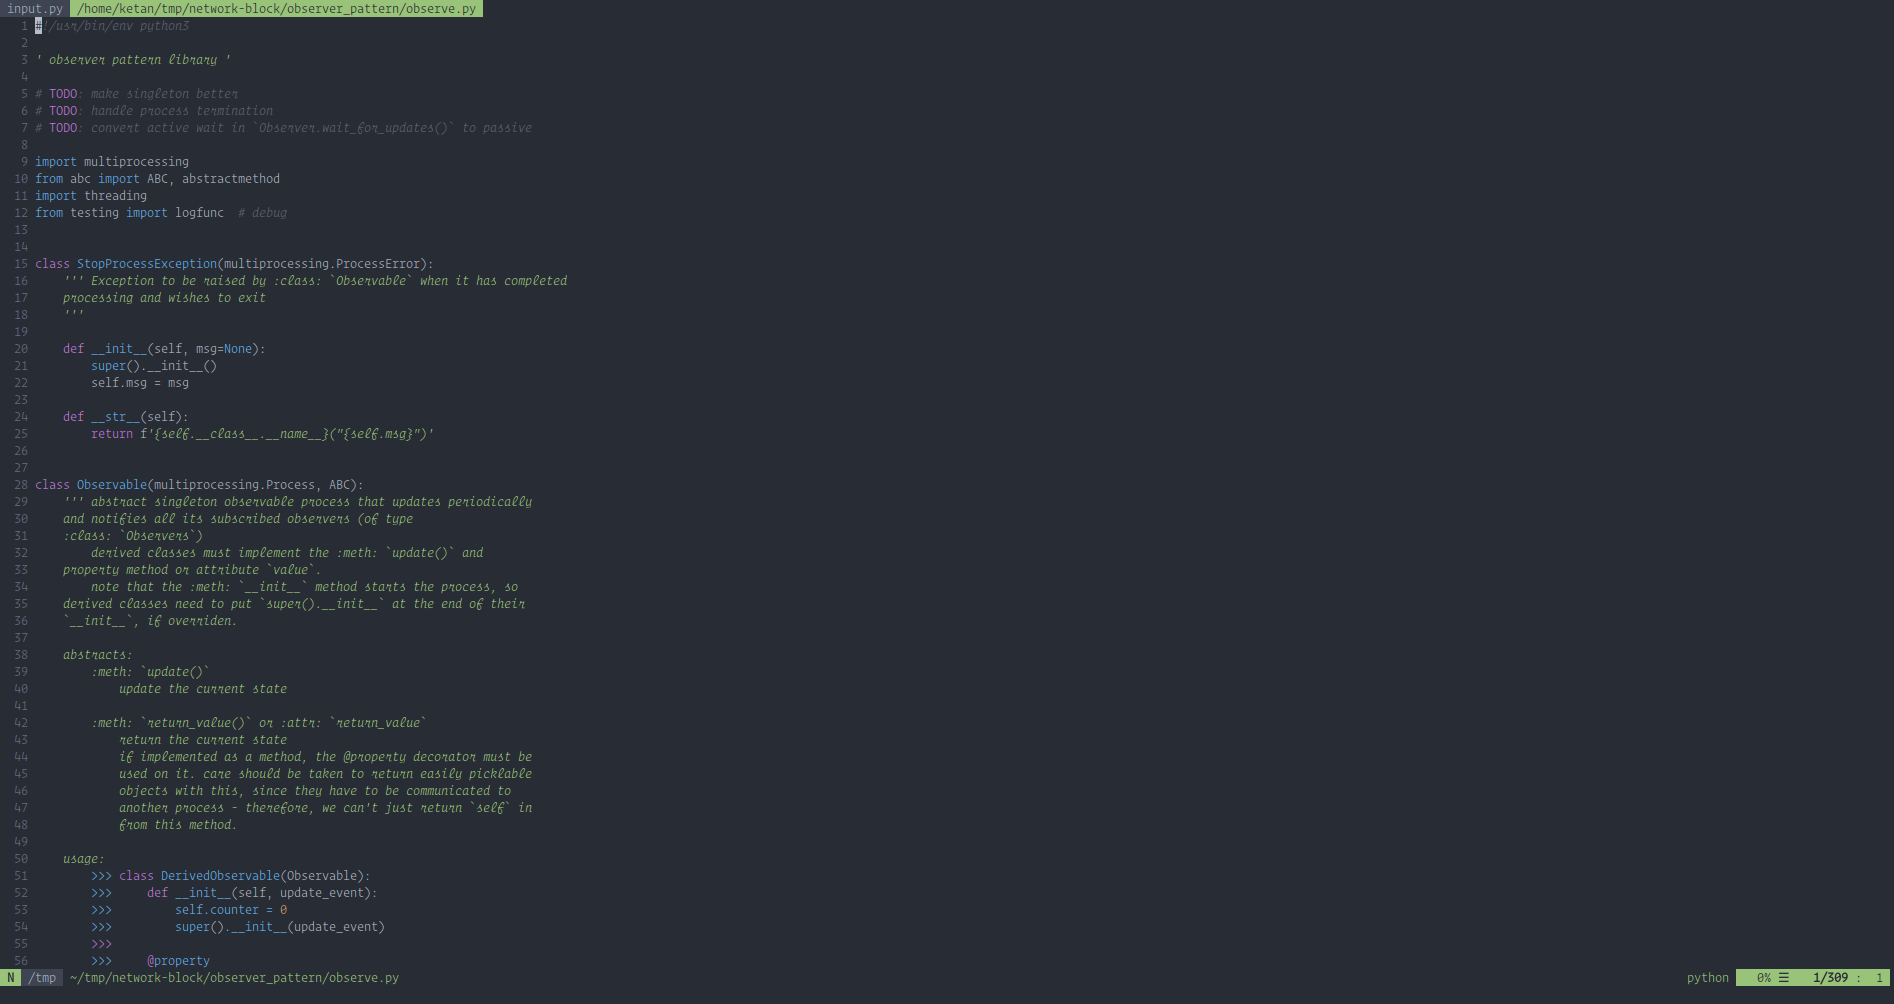 input.py /home/ketan/tmp/network-block/observer_pattern/observe.py
1 #!/usr/bin/env python3
2
3 ' observer pattern library '
4
5 # TODO: make singleton better
6 # TODO: handle process termination
7 # TODO: convert active wait in `Observer.wait_for_updates()` to passive
8
9 import multiprocessing
10 from abc import ABC, abstractmethod
11 import threading
12 from testing import logfunc  # debug
13
14
15 class StopProcessException(multiprocessing.ProcessError):
16     ''' Exception to be raised by :class: `Observable` when it has completed
17     processing and wishes to exit
18     '''
19
20     def __init__(self, msg=None):
21         super().__init__()
22         self.msg = msg
23
24     def __str__(self):
25         return f'{self.__class__.__name__}("{self.msg}")'
26
27
28 class Observable(multiprocessing.Process, ABC):
29     ''' abstract singleton observable process that updates periodically
30     and notifies all its subscribed observers (of type
31     :class: `Observers`)
32         derived classes must implement the :meth: `update()` and
33     property method or attribute `value`.
34         note that the :meth: `__init__` method starts the process, so
35     derived classes need to put `super().__init__` at the end of their
36     `__init__`, if overriden.
37
38     abstracts:
39         :meth: `update()`
40             update the current state
41
42         :meth: `return_value()` or :attr: `return_value`
43             return the current state
44             if implemented as a method, the @property decorator must be
45             used on it. care should be taken to return easily picklable
46             objects with this, since they have to be communicated to
47             another process - therefore, we can't just return `self` in
48             from this method.
49
50     usage:
51         >>> class DerivedObservable(Observable):
52         >>>     def __init__(self, update_event):
53         >>>         self.counter = 0
54         >>>         super().__init__(update_event)
55         >>>
56         >>>     @property
N /tmp ~/tmp/network-block/observer_pattern/observe.py python 0% ☰ 1/309 : 1